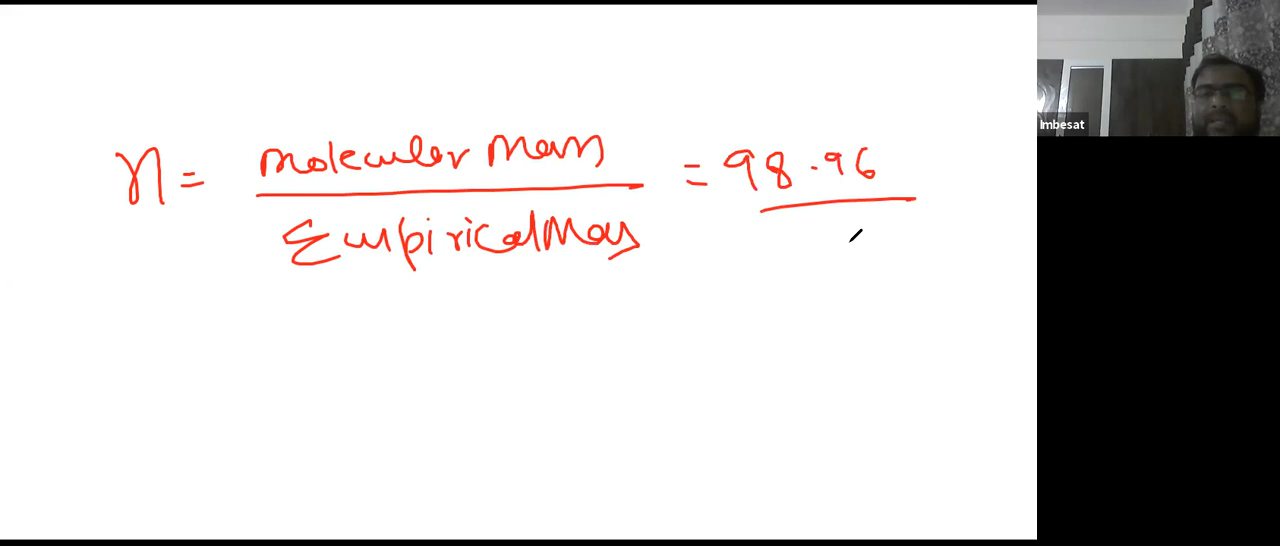 n = molecular Mass = 98.96
Empirical Mass
Imbesat